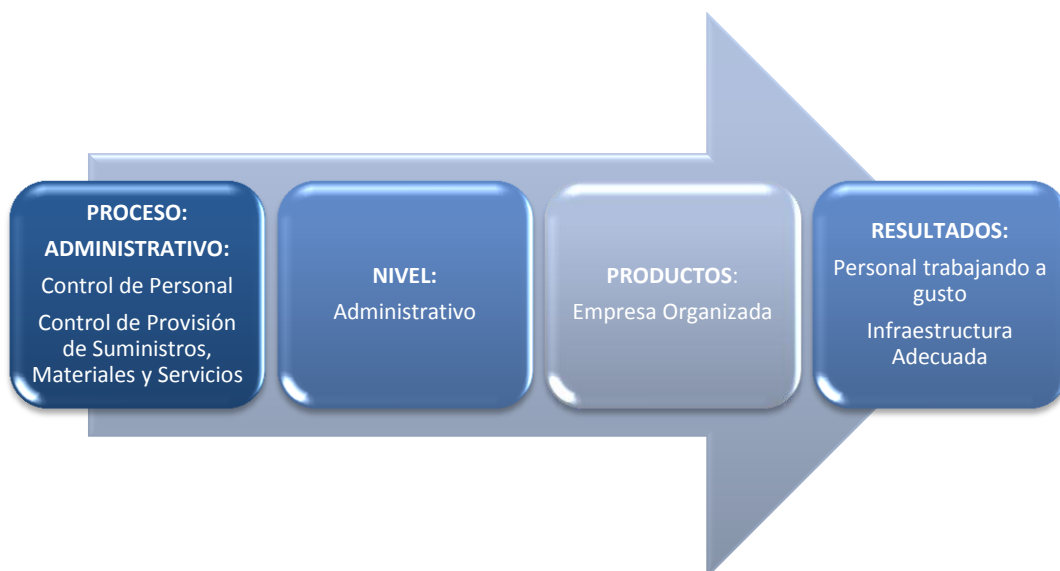 PROCESO:
ADMINISTRATIVO:
Control de Personal
Control de Provisión
de Suministros,
Materiales y Servicios
NIVEL:
Administrativo
PRODUCTOS:
Empresa Organizada
RESULTADOS:
Personal trabajando a
gusto
Infraestructura
Adecuada